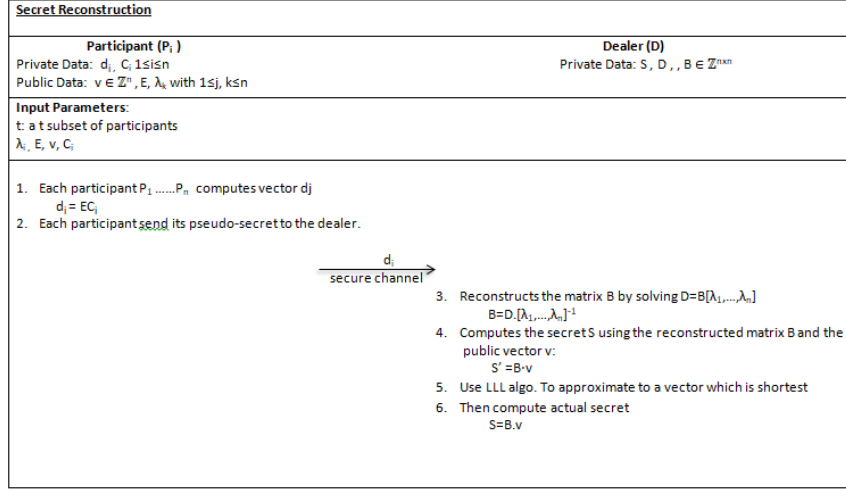 Secret Reconstruction
Participant (Pᵢ )
Private Data: dᵢ, Cᵢ 1≤i≤n
Public Data: v ∈ ℤⁿ , E, λₖ with 1≤j, k≤n
Dealer (D)
Private Data: S , D , , B ∈ ℤⁿˣⁿ
Input Parameters:
t: a t subset of participants
λᵢ, E, v, Cᵢ
1. Each participant P₁ ......Pₙ computes vector dj
dᵢ = ECᵢ
2. Each participant send its pseudo-secret to the dealer.
dᵢ
secure channel
3. Reconstructs the matrix B by solving D=B[λ₁,...,λₙ]
B=D.[λ₁,...,λₙ]⁻¹
4. Computes the secret S using the reconstructed matrix B and the
public vector v:
S' =B·v
5. Use LLL algo. To approximate to a vector which is shortest
6. Then compute actual secret
S=B.v